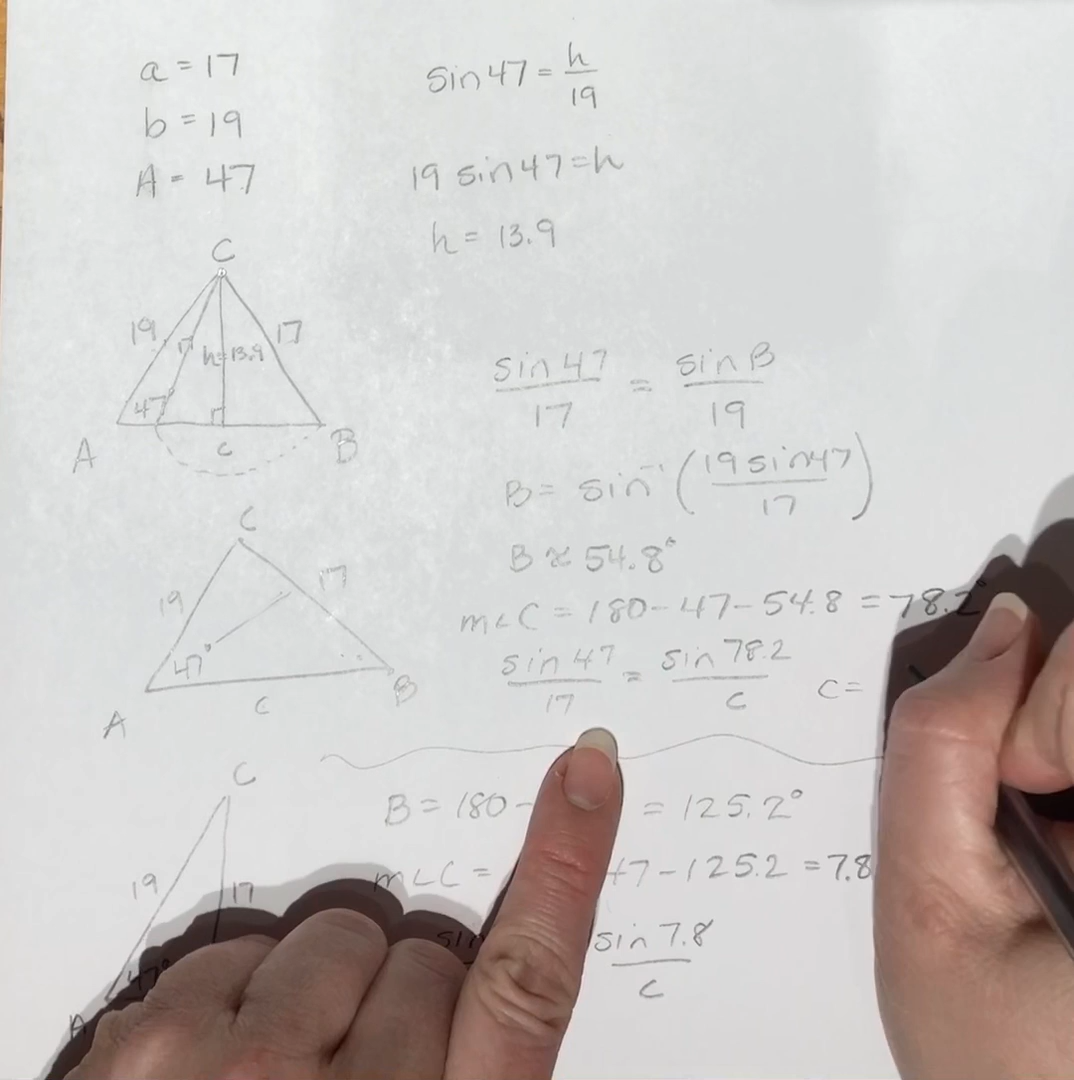 a = 17
b = 19
A = 47
sin 47 = h/19
19 sin 47 = h
h = 13.9
C
19
17
17
h=13.9
47
A
c
B
sin 47/17 = sin B/19
B = sin⁻¹(19 sin 47/17)
B ≈ 54.8°
m∠C = 180 - 47 - 54.8 = 78.2°
sin 47/17 = sin 78.2/c
c =
C
19
17
47°
A
c
B
B = 180 - = 125.2°
m∠C = 47 - 125.2 = 7.8
sin 7.8/c
C
19
17
47°
A